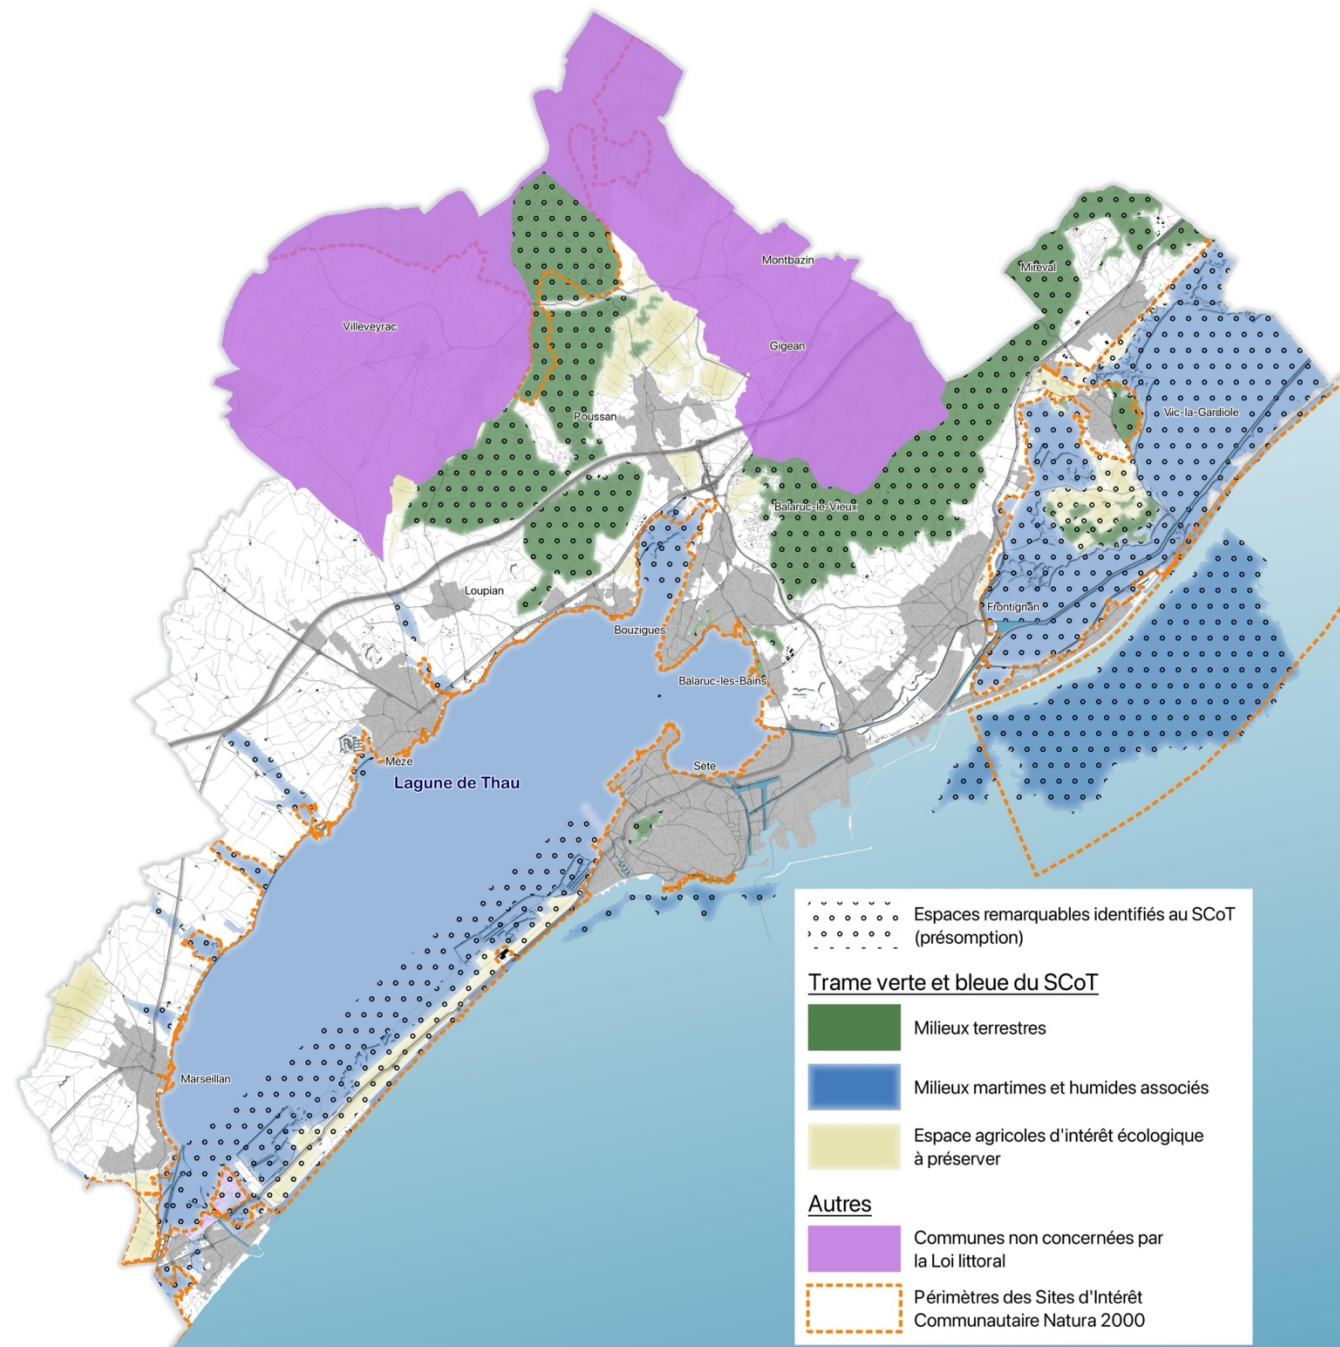 Montbazin
Mireval
Villeveyrac
Gigean
Poussan
Vic-la-Gardiole
Balaruc-le-Vieux
Loupian
Frontignan
Bouzigues
Balaruc-les-Bains
Mèze
Sète
Lagune de Thau
Marseillan
Espaces remarquables identifiés au SCoT
(présomption)
Trame verte et bleue du SCoT
Milieux terrestres
Milieux martimes et humides associés
Espace agricoles d'intérêt écologique
à préserver
Autres
Communes non concernées par
la Loi littoral
Périmètres des Sites d'Intérêt
Communautaire Natura 2000